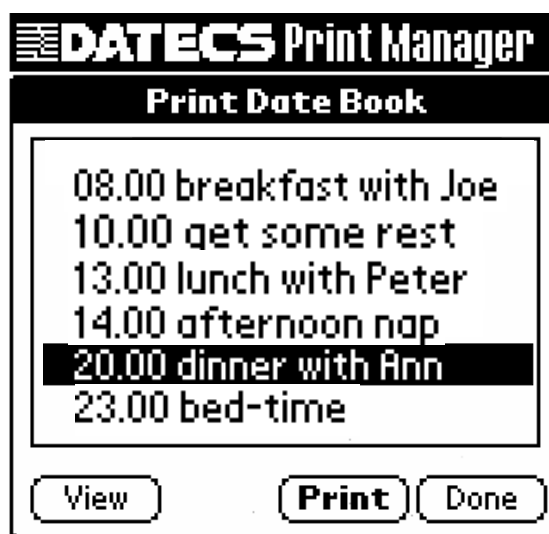 DATECS Print Manager
Print Date Book
08.00 breakfast with Joe
10.00 get some rest
13.00 lunch with Peter
14.00 afternoon nap
20.00 dinner with Ann
23.00 bed-time
View Print Done